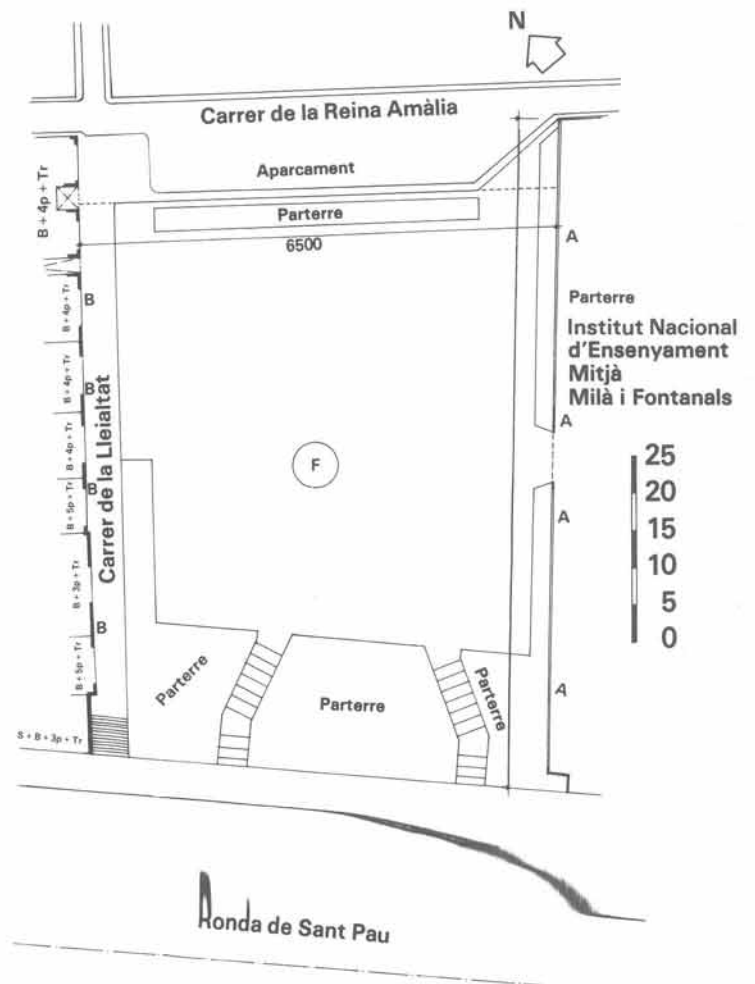 N
Carrer de la Reina Amàlia
Aparcament
B + 4p + Tr
Parterre
6500
A
B
B + 4p + Tr
Parterre
Institut Nacional
d'Ensenyament
Mitjà
Milà i Fontanals
B
B + 4p + Tr
A
B + 4p + Tr
Carrer de la Lleialtat
F
25
20
15
10
5
0
B
B + 5p + Tr
A
B + 3p + Tr
B
B + 5p + Tr
Parterre
Parterre
Parterre
A
S + B + 3p + Tr
Ronda de Sant Pau